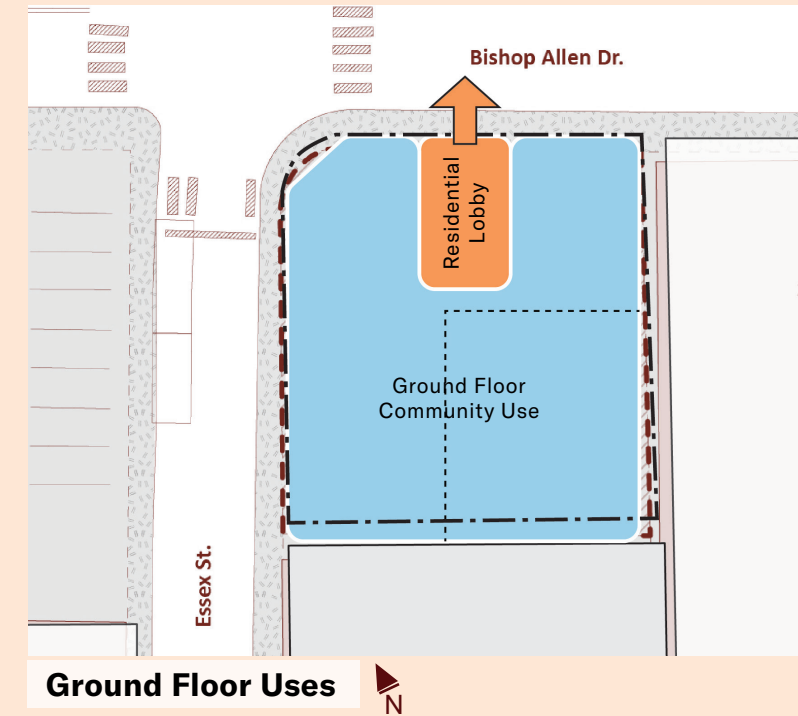 Bishop Allen Dr.
Residential
Lobby
Ground Floor
Community Use
Essex St.
Ground Floor Uses
N